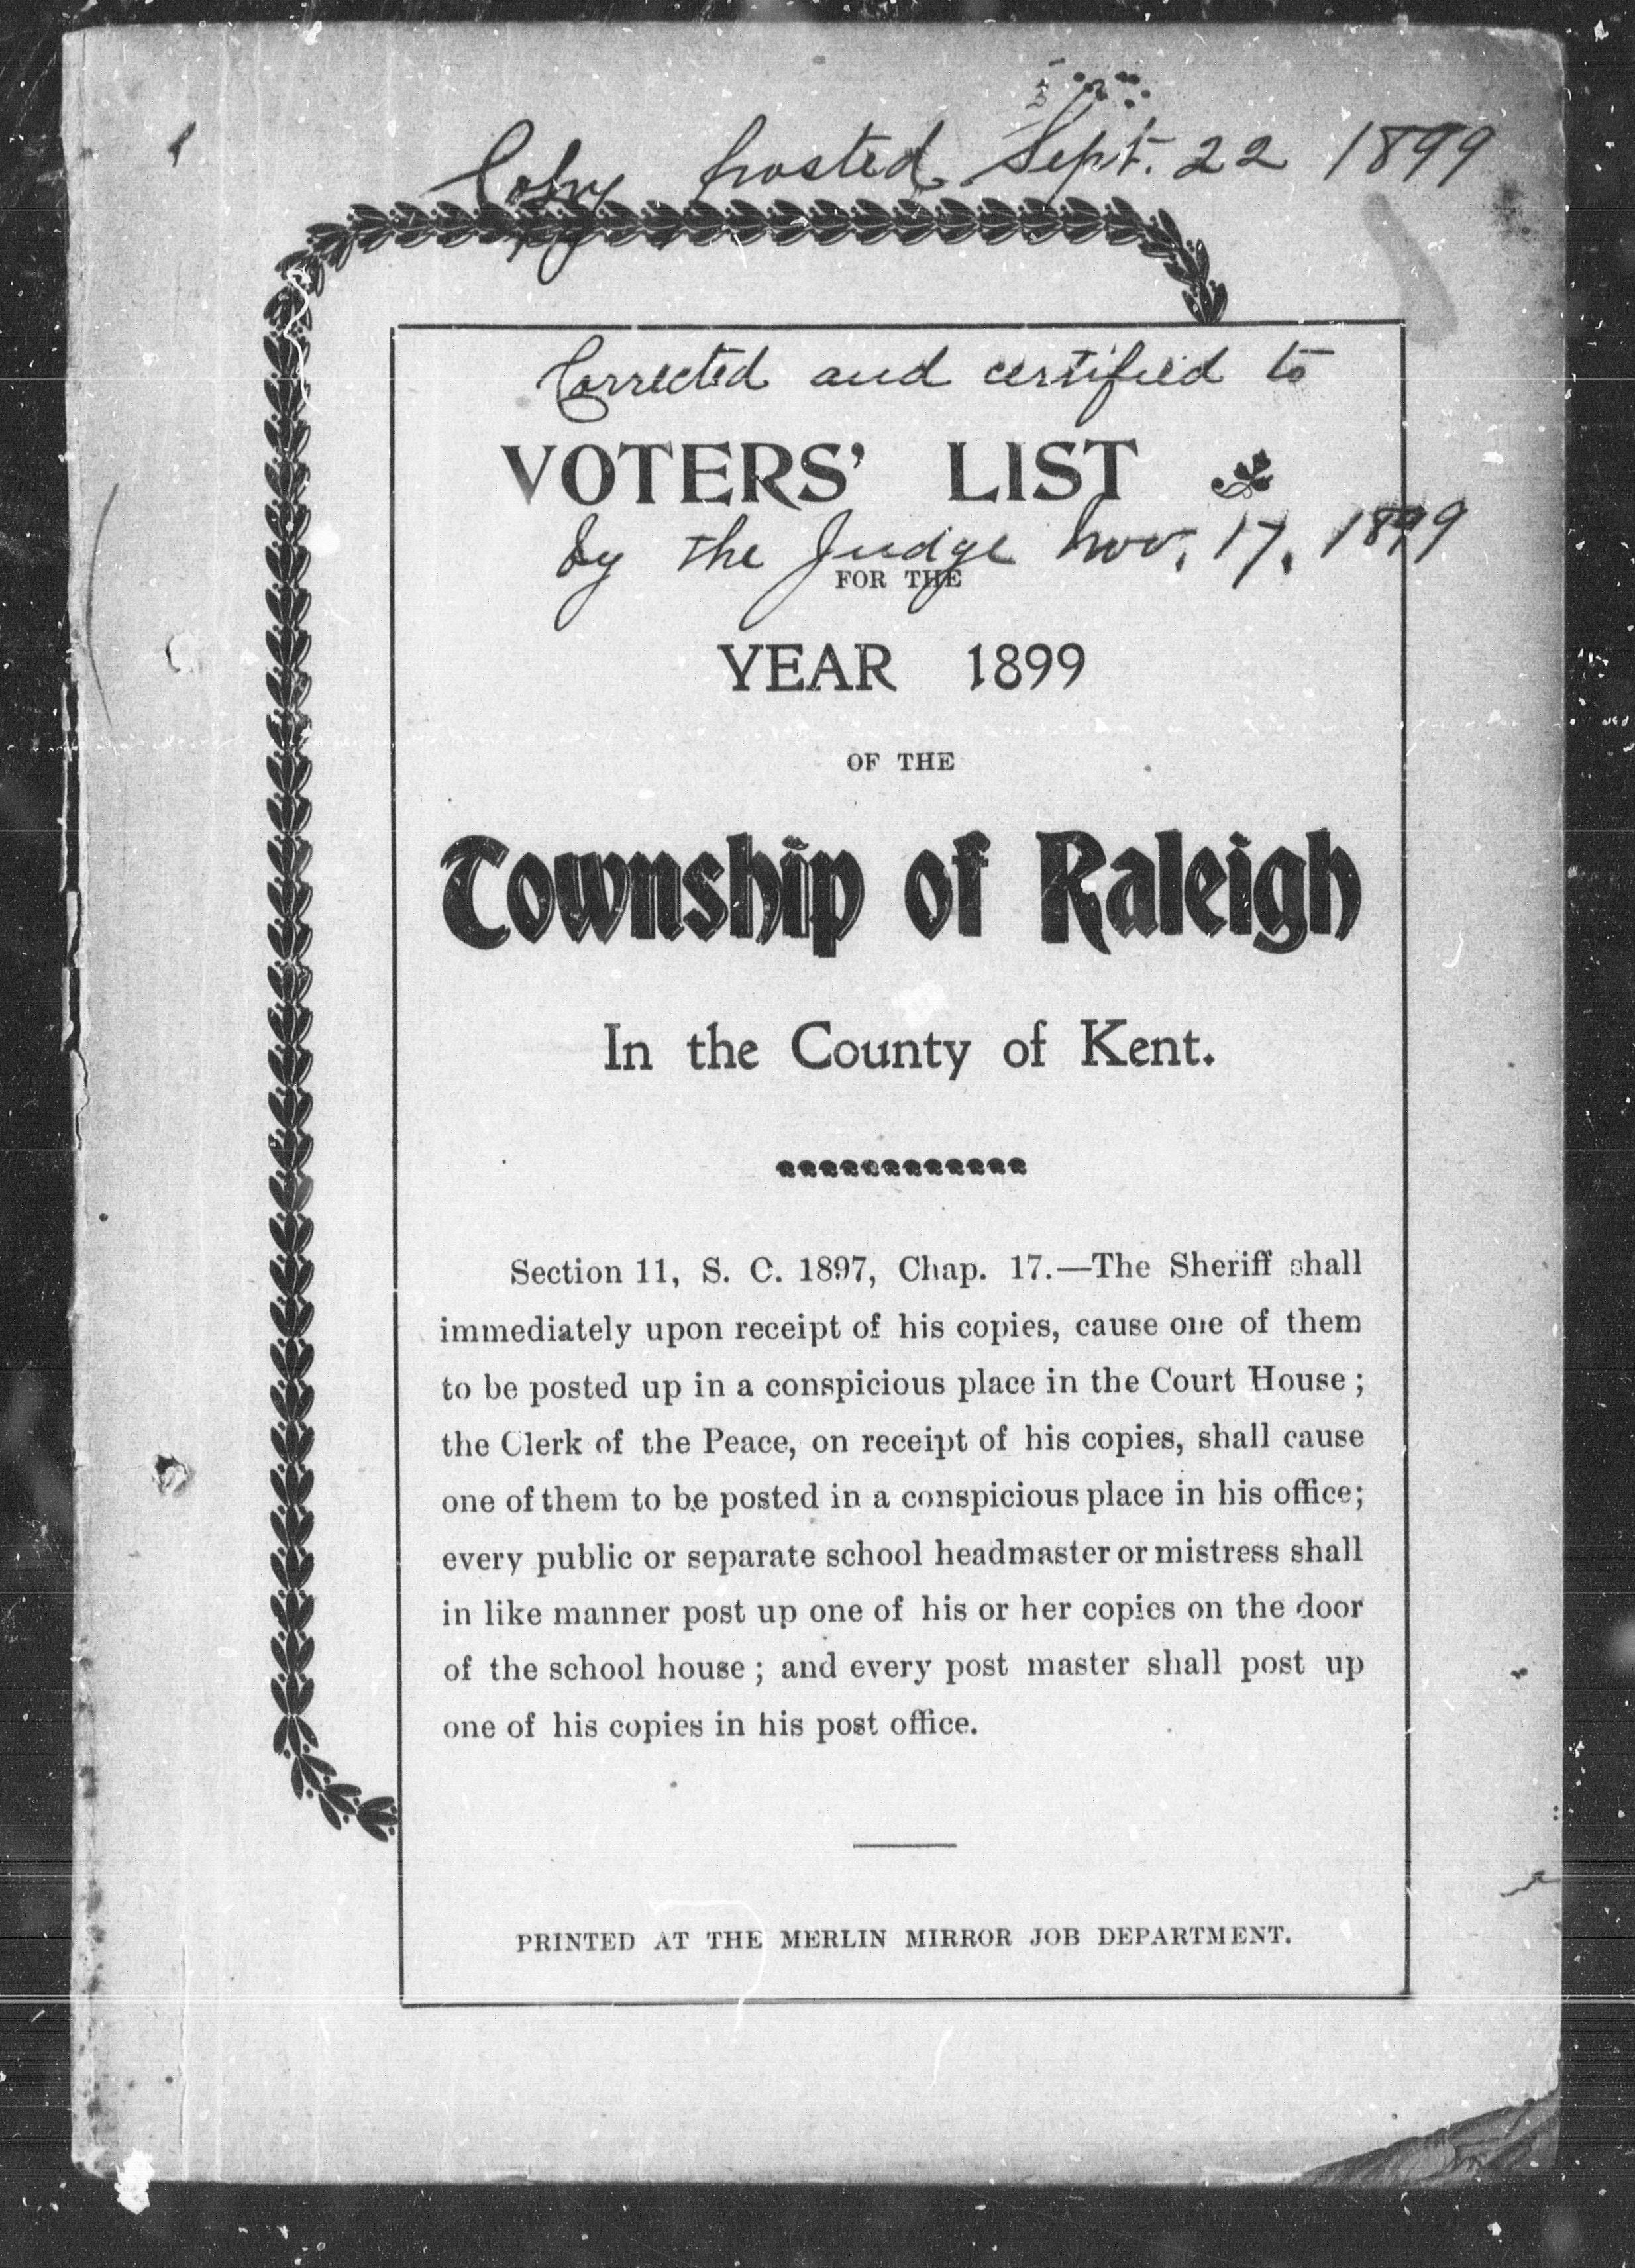 Copy posted Sept. 22 1899
Corrected and certified to
VOTERS' LIST
by the Judge Nov. 17, 1899
FOR THE
YEAR 1899
OF THE
Township of Raleigh
In the County of Kent.
Section 11, S. O. 1897, Chap. 17.—The Sheriff shall
immediately upon receipt of his copies, cause one of them
to be posted up in a conspicious place in the Court House ;
the Clerk of the Peace, on receipt of his copies, shall cause
one of them to be posted in a conspicious place in his office;
every public or separate school headmaster or mistress shall
in like manner post up one of his or her copies on the door
of the school house ; and every post master shall post up
one of his copies in his post office.
PRINTED AT THE MERLIN MIRROR JOB DEPARTMENT.